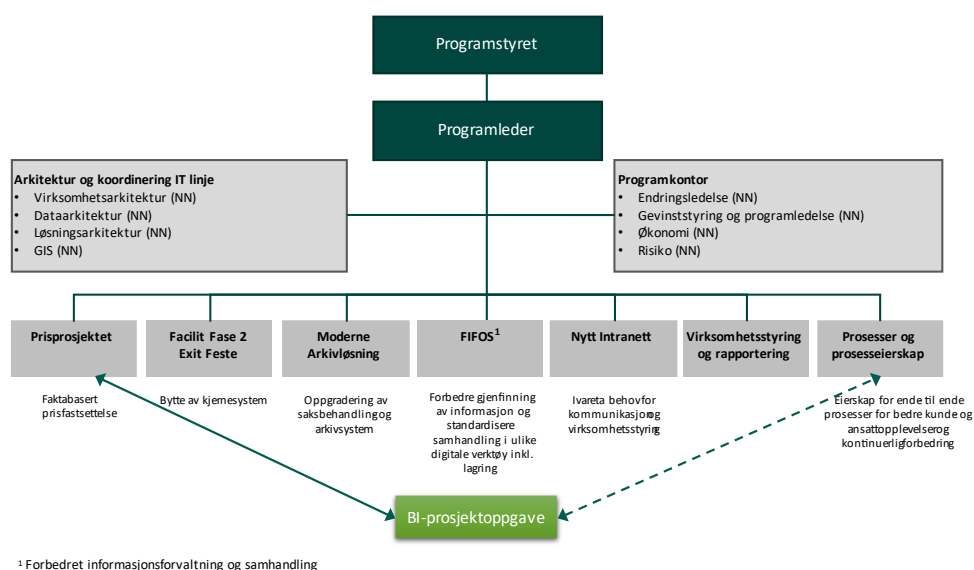 Programstyret
Programleder
Arkitektur og koordinering IT linje
• Virksomhetsarkitektur (NN)
• Dataarkitektur (NN)
• Løsningsarkitektur (NN)
• GIS (NN)
Programkontor
• Endringsledelse (NN)
• Gevinststyring og programledelse (NN)
• Økonomi (NN)
• Risiko (NN)
Prisprosjektet
Facilit Fase 2
Exit Feste
Moderne
Arkivløsning
FIFOS¹
Nytt Intranett
Virksomhetsstyring
og rapportering
Prosesser og
prosesseierskap
Faktabasert
prisfastsettelse
Bytte av kjernesystem
Oppgradering av
saksbehandling og
arkivsystem
Forbedre gjenfinning
av informasjon og
standardisere
samhandling i ulike
digitale verktøy inkl.
lagring
Ivareta behov for
kommunikasjon og
virksomhetsstyring
Eierskap for ende til ende
prosesser for bedre kunde og
ansattopplevelser og
kontinuerlig forbedring
BI-prosjektoppgave
¹ Forbedret informasjonsforvaltning og samhandling